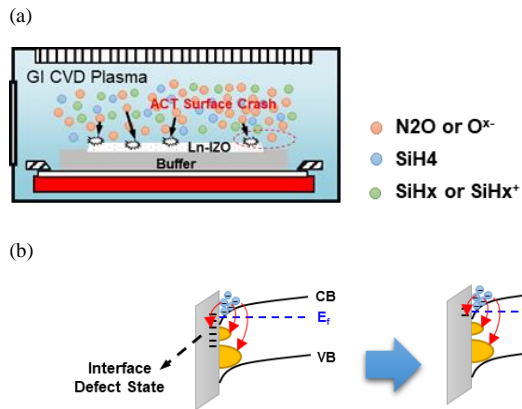 (a)
GI CVD Plasma
ACT Surface Crash
Ln-IZO
Buffer
N2O or Oˣ⁻
SiH4
SiHx or SiHx⁺
(b)
CB
Ef
VB
Interface
Defect State